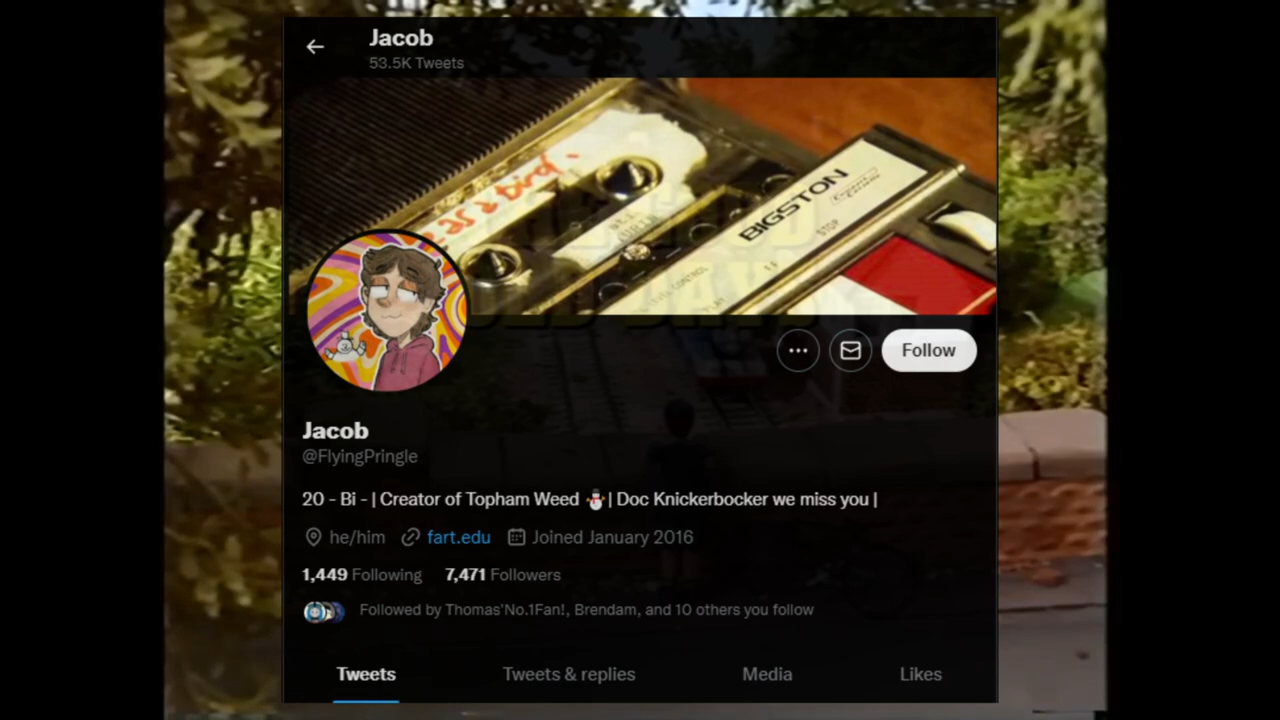 Jacob
53.5K Tweets
as a bird.
BIGSTON
STOP
Follow
Jacob
@FlyingPringle
20 - Bi - | Creator of Topham Weed ⛄ | Doc Knickerbocker we miss you |
he/him fart.edu Joined January 2016
1,449 Following 7,471 Followers
Followed by Thomas'No.1Fan!, Brendam, and 10 others you follow
Tweets Tweets & replies Media Likes